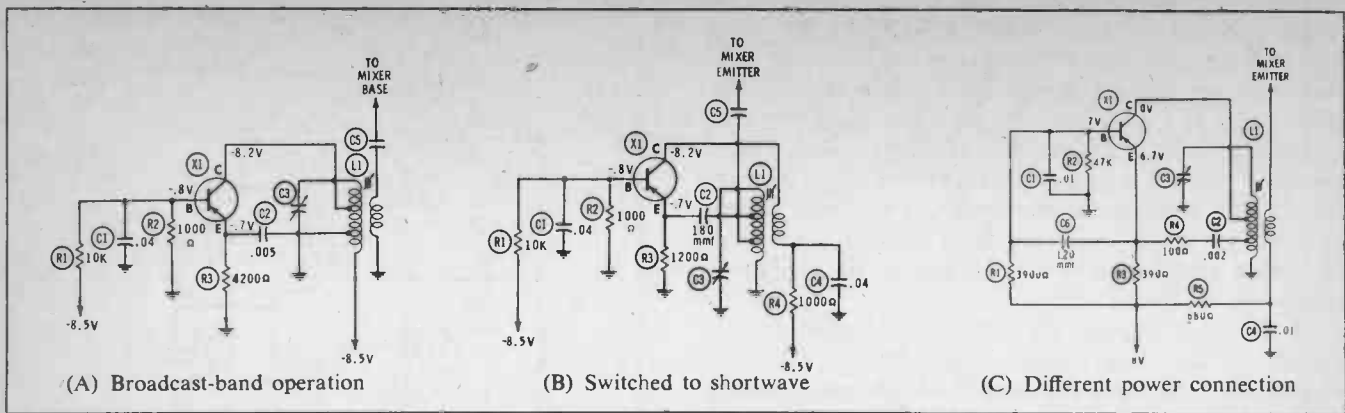 TO
MIXER
BASE
C5
X1
C
-8.2V
L1
C3
-.8V
B
E
-.7V
C2
.005
C1
.04
R2
1000
Ω
R1
10K
R3
4200Ω
-8.5V
-8.5V
(A) Broadcast-band operation
TO
MIXER
EMITTER
C5
X1
C
-8.2V
L1
-.8V
B
E
-.7V
C2
180
mmf
C1
.04
R2
1000
Ω
R1
10K
R3
1200Ω
C3
C4
.04
R4
1000Ω
-8.5V
-8.5V
(B) Switched to shortwave
TO
MIXER
EMITTER
X1
C
0V
7V
B
E
6.7V
L1
C1
.01
R2
47K
C3
C6
120
mmf
R4
100Ω
C2
.002
R1
3900Ω
R3
390Ω
R5
C4
.01
8V
(C) Different power connection